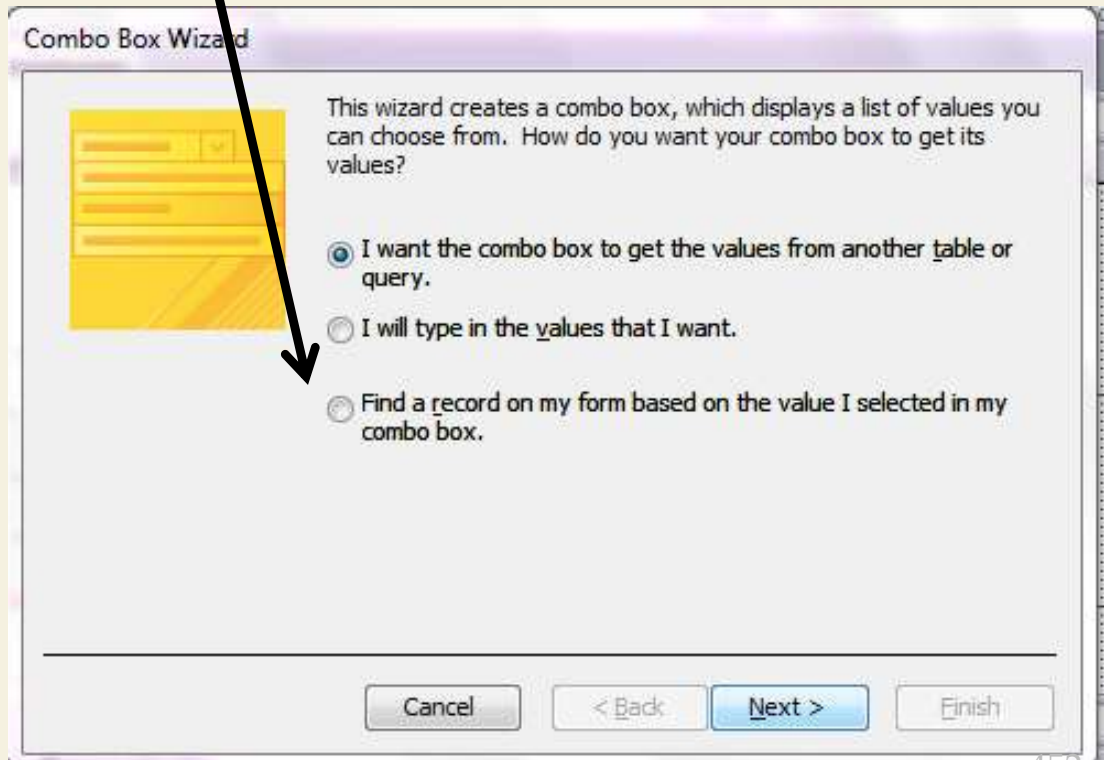 Combo Box Wizard
This wizard creates a combo box, which displays a list of values you
can choose from. How do you want your combo box to get its
values?
I want the combo box to get the values from another table or
query.
I will type in the values that I want.
Find a record on my form based on the value I selected in my
combo box.
Cancel
< Back
Next >
Finish